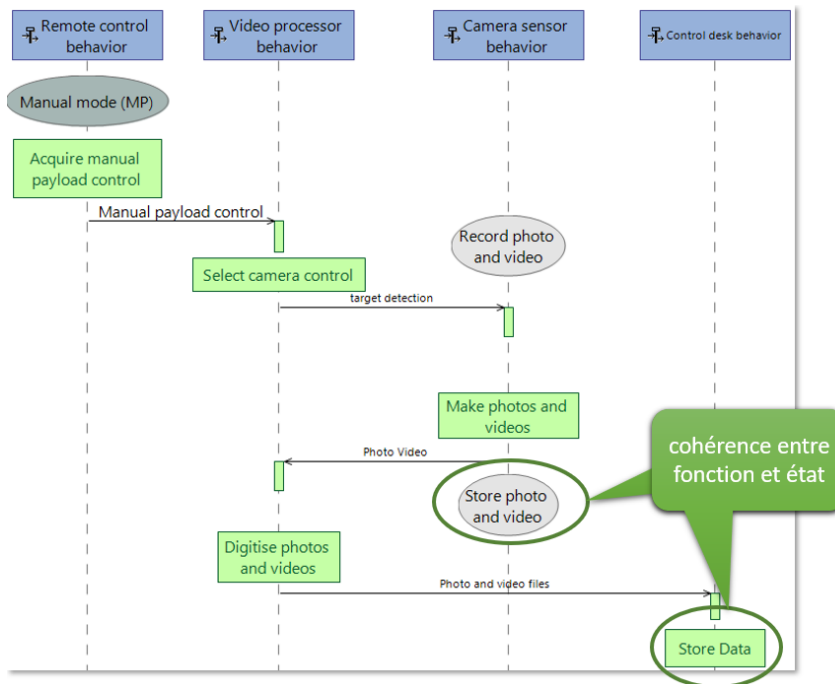 Remote control
behavior
Video processor
behavior
Camera sensor
behavior
Control desk behavior
Manual mode (MP)
Acquire manual
payload control
Manual payload control
Record photo
and video
Select camera control
target detection
Make photos and
videos
cohérence entre
fonction et état
Photo Video
Store photo
and video
Digitise photos
and videos
Photo and video files
Store Data